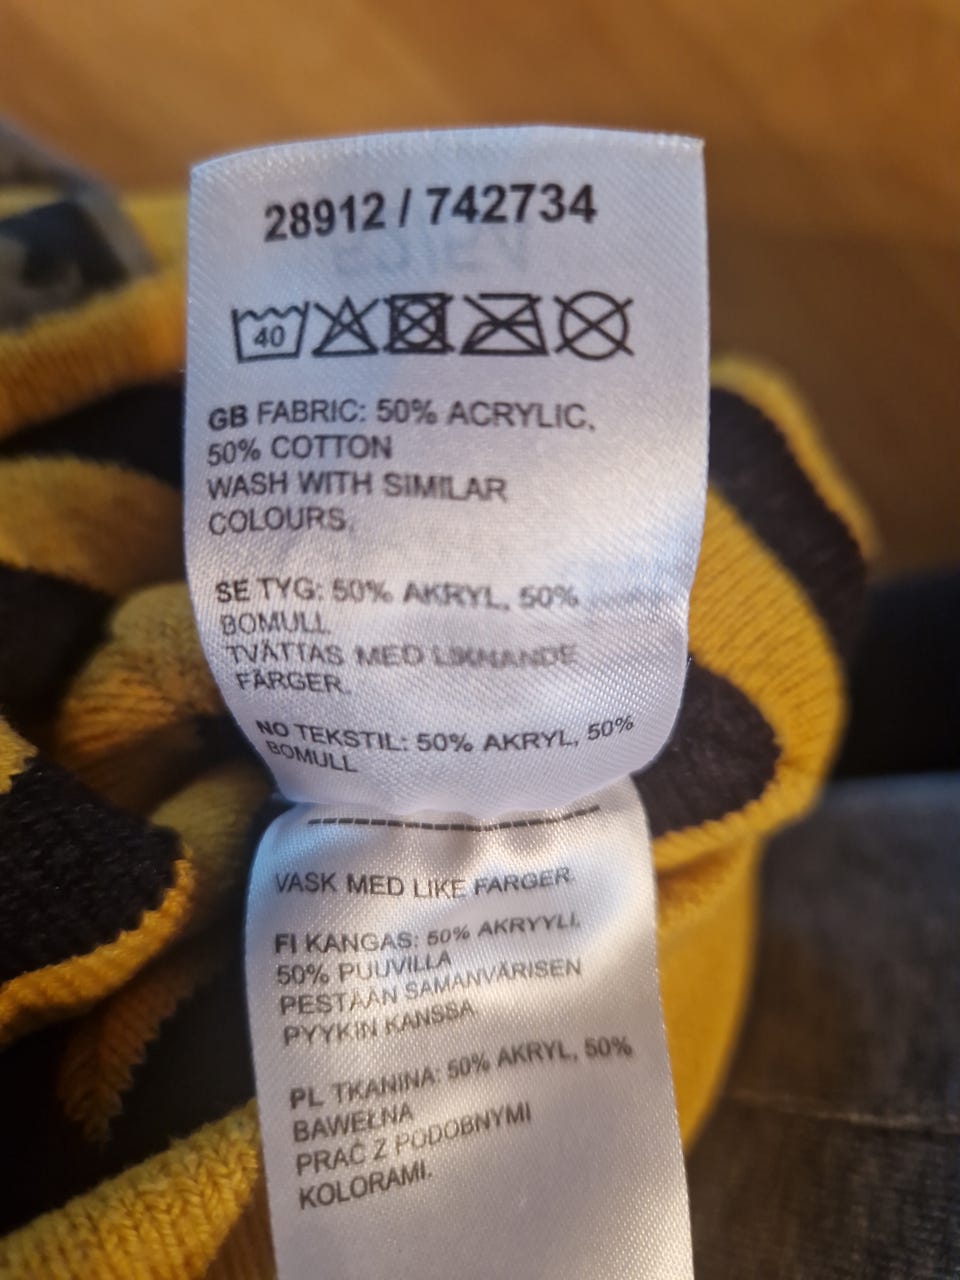 28912 / 742734
40
GB FABRIC: 50% ACRYLIC,
50% COTTON
WASH WITH SIMILAR
COLOURS.
SE TYG: 50% AKRYL, 50%
BOMULL
TVÄTTAS MED LIKNANDE
FÄRGER.
NO TEKSTIL: 50% AKRYL, 50%
BOMULL
VASK MED LIKE FARGER.
FI KANGAS: 50% AKRYYLI,
50% PUUVILLA
PESTÄÄN SAMANVÄRISEN
PYYKIN KANSSA.
PL TKANINA: 50% AKRYL, 50%
BAWEŁNA
PRAĆ Z PODOBNYMI
KOLORAMI.